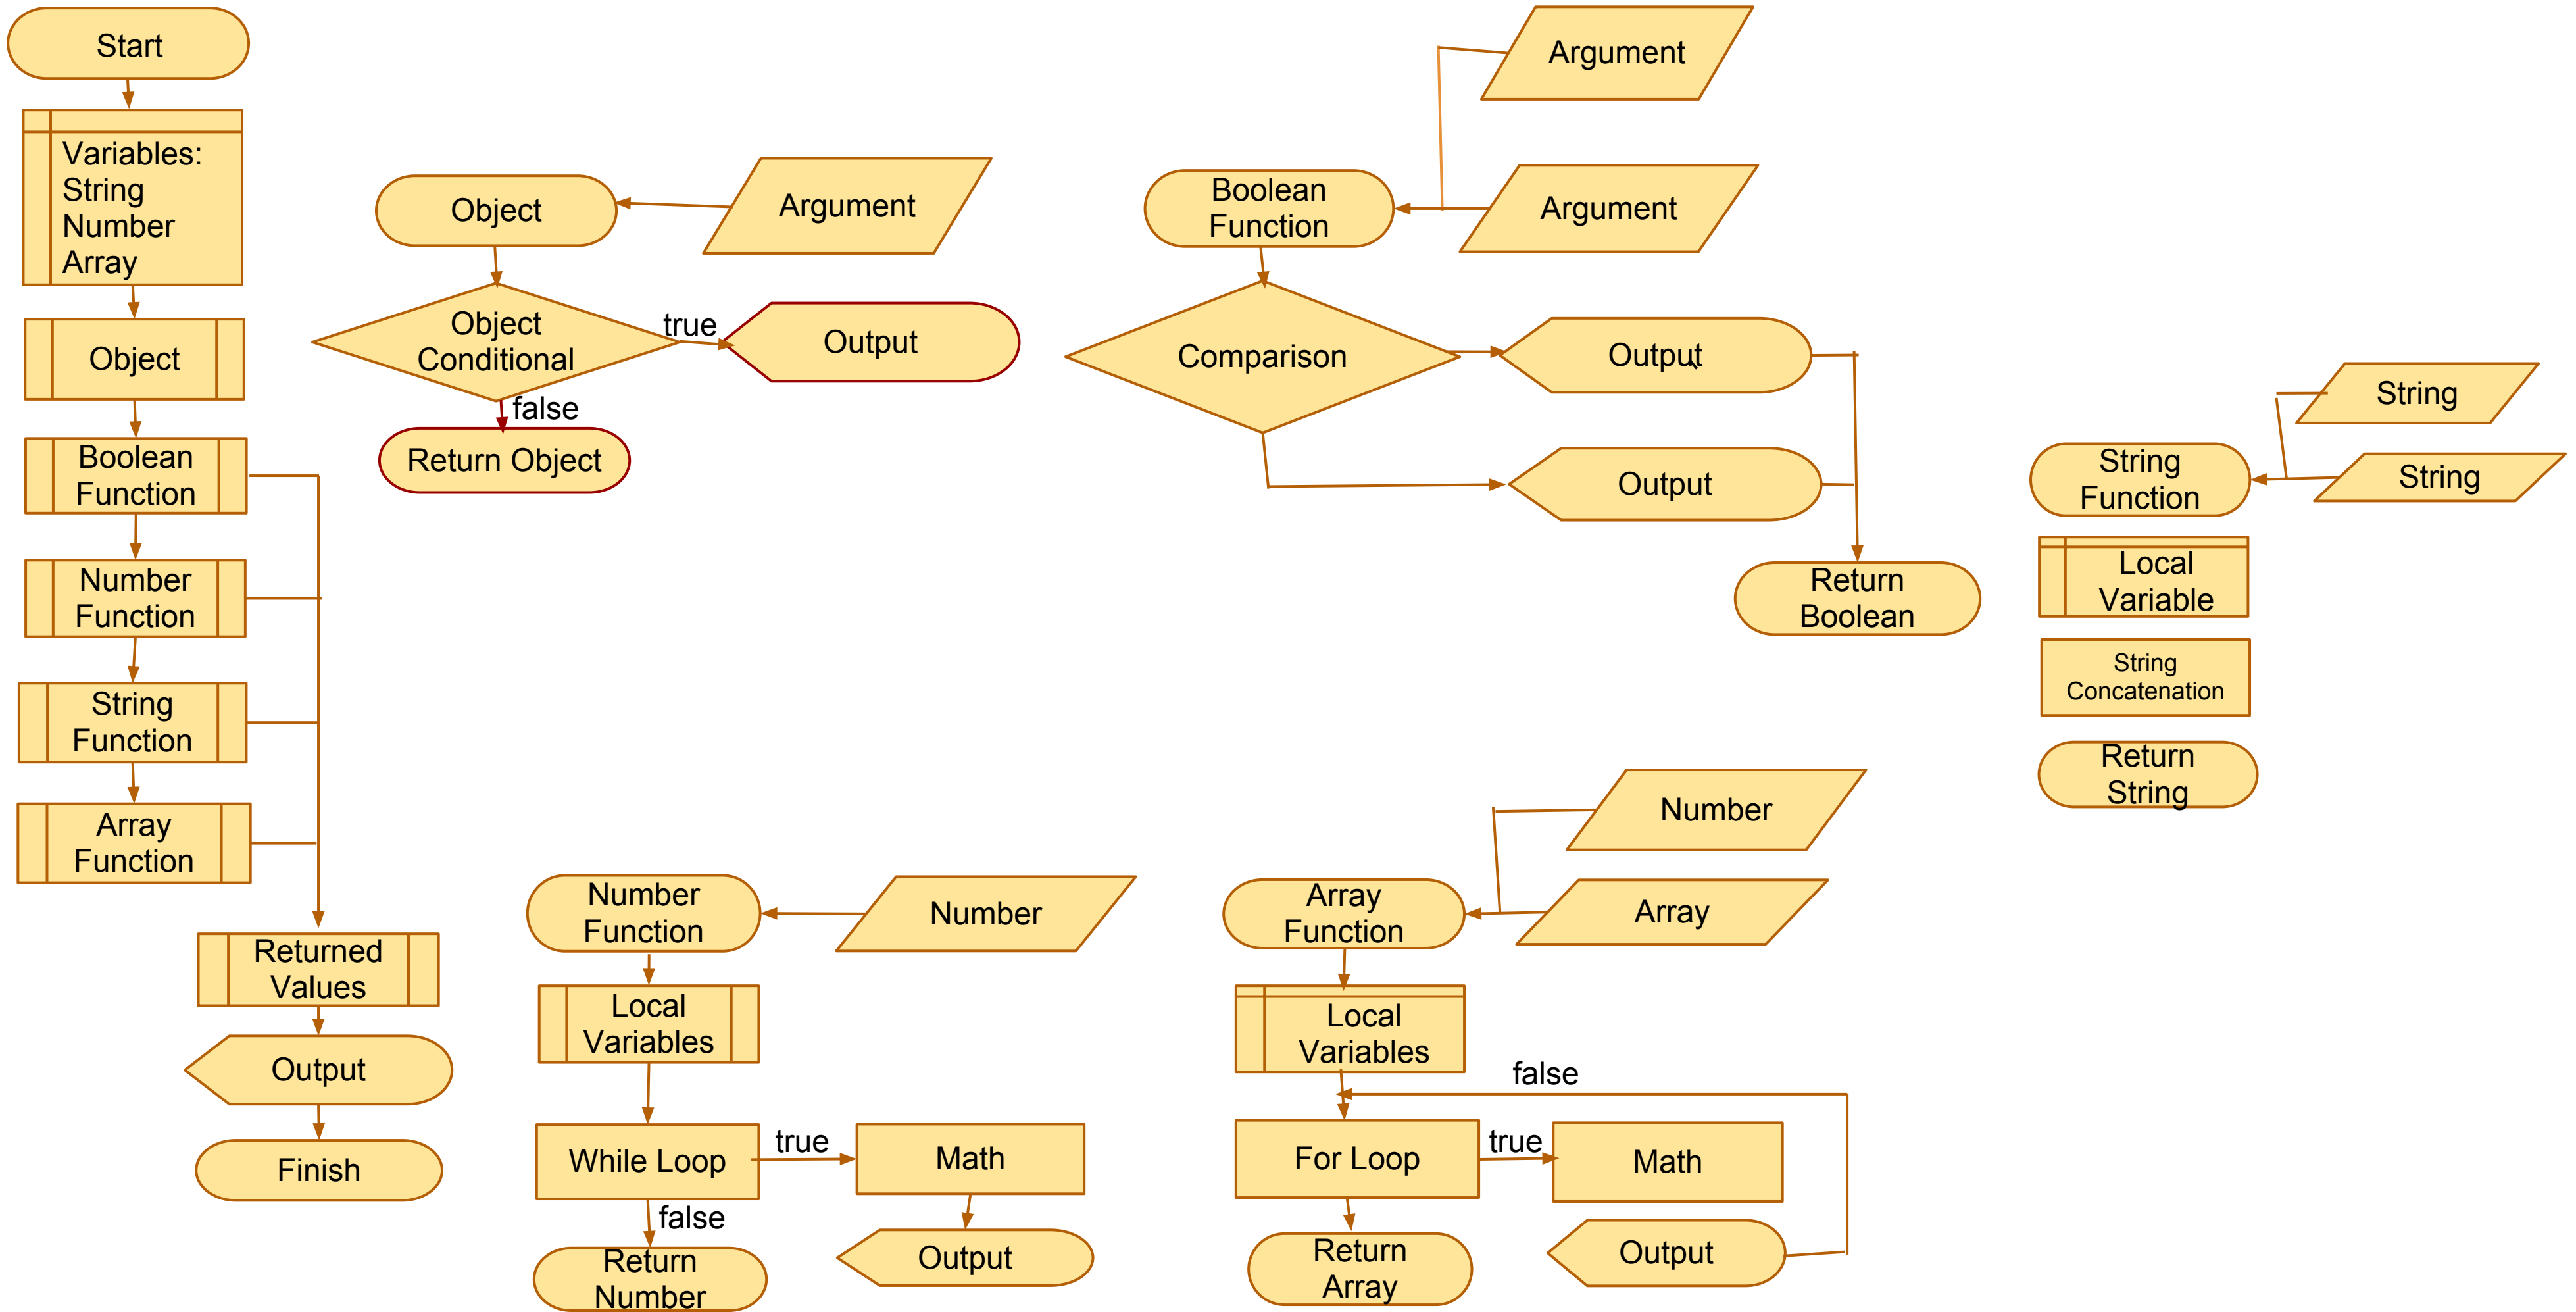 Start
Variables:
String
Number
Array
Object
Boolean
Function
Number
Function
String
Function
Array
Function
Returned
Values
Output
Finish
Object
Argument
Object
Conditional
true
Output
false
Return Object
Argument
Boolean
Function
Argument
Comparison
Output
Output
Return
Boolean
String
String
Function
String
Local
Variable
String
Concatenation
Return
String
Number
Function
Number
Local
Variables
While Loop
true
Math
false
Output
Return
Number
Number
Array
Function
Array
Local
Variables
false
For Loop
true
Math
Output
Return
Array